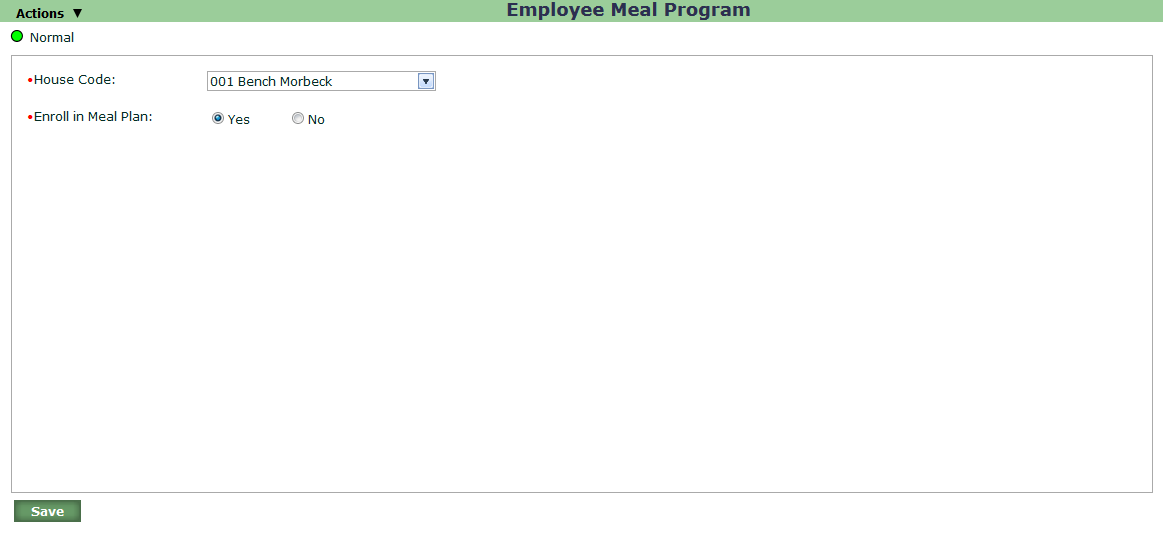 Actions ▼ Employee Meal Program
Normal
•House Code: 001 Bench Morbeck
•Enroll in Meal Plan: Yes No
Save